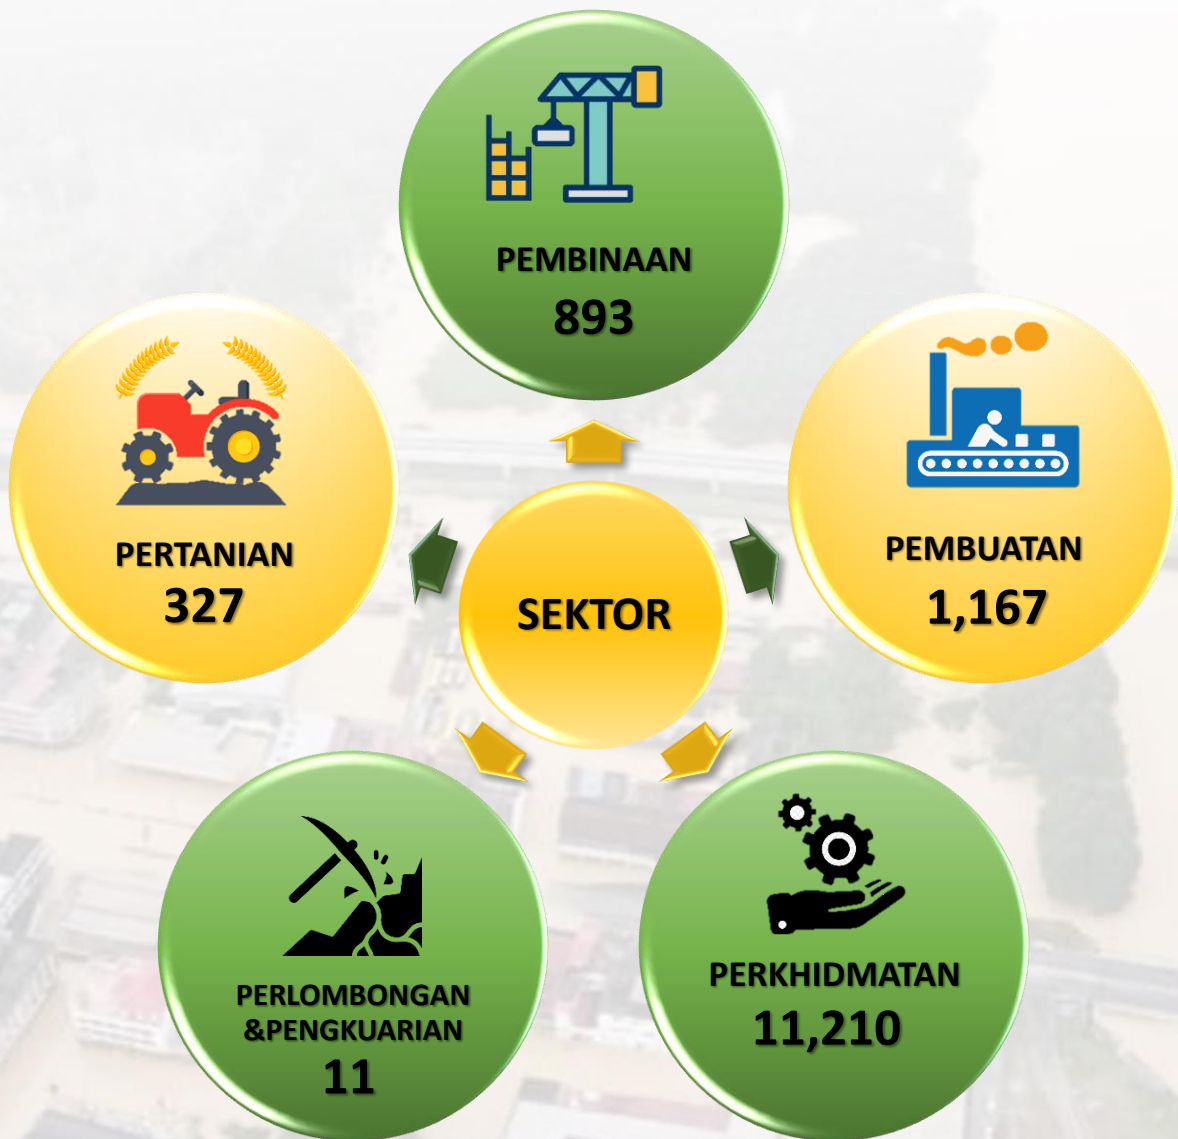 PEMBINAAN
893
PERTANIAN
327
PEMBUATAN
1,167
SEKTOR
PERLOMBONGAN
&PENGKUARIAN
11
PERKHIDMATAN
11,210